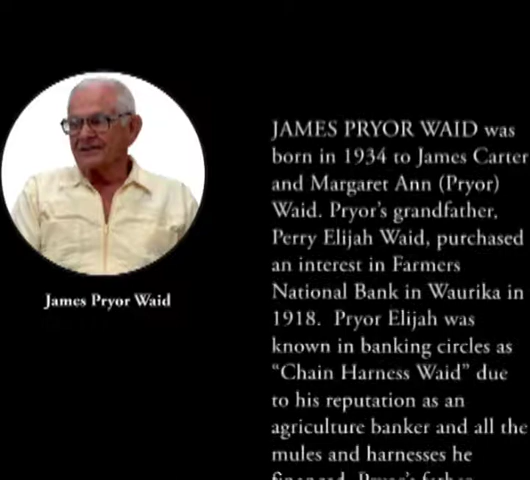 James Pryor Waid
JAMES PRYOR WAID was
born in 1934 to James Carter
and Margaret Ann (Pryor)
Waid. Pryor's grandfather,
Perry Elijah Waid, purchased
an interest in Farmers
National Bank in Waurika in
1918. Pryor Elijah was
known in banking circles as
“Chain Harness Waid” due
to his reputation as an
agriculture banker and all the
mules and harnesses he
financed. Pryor's father